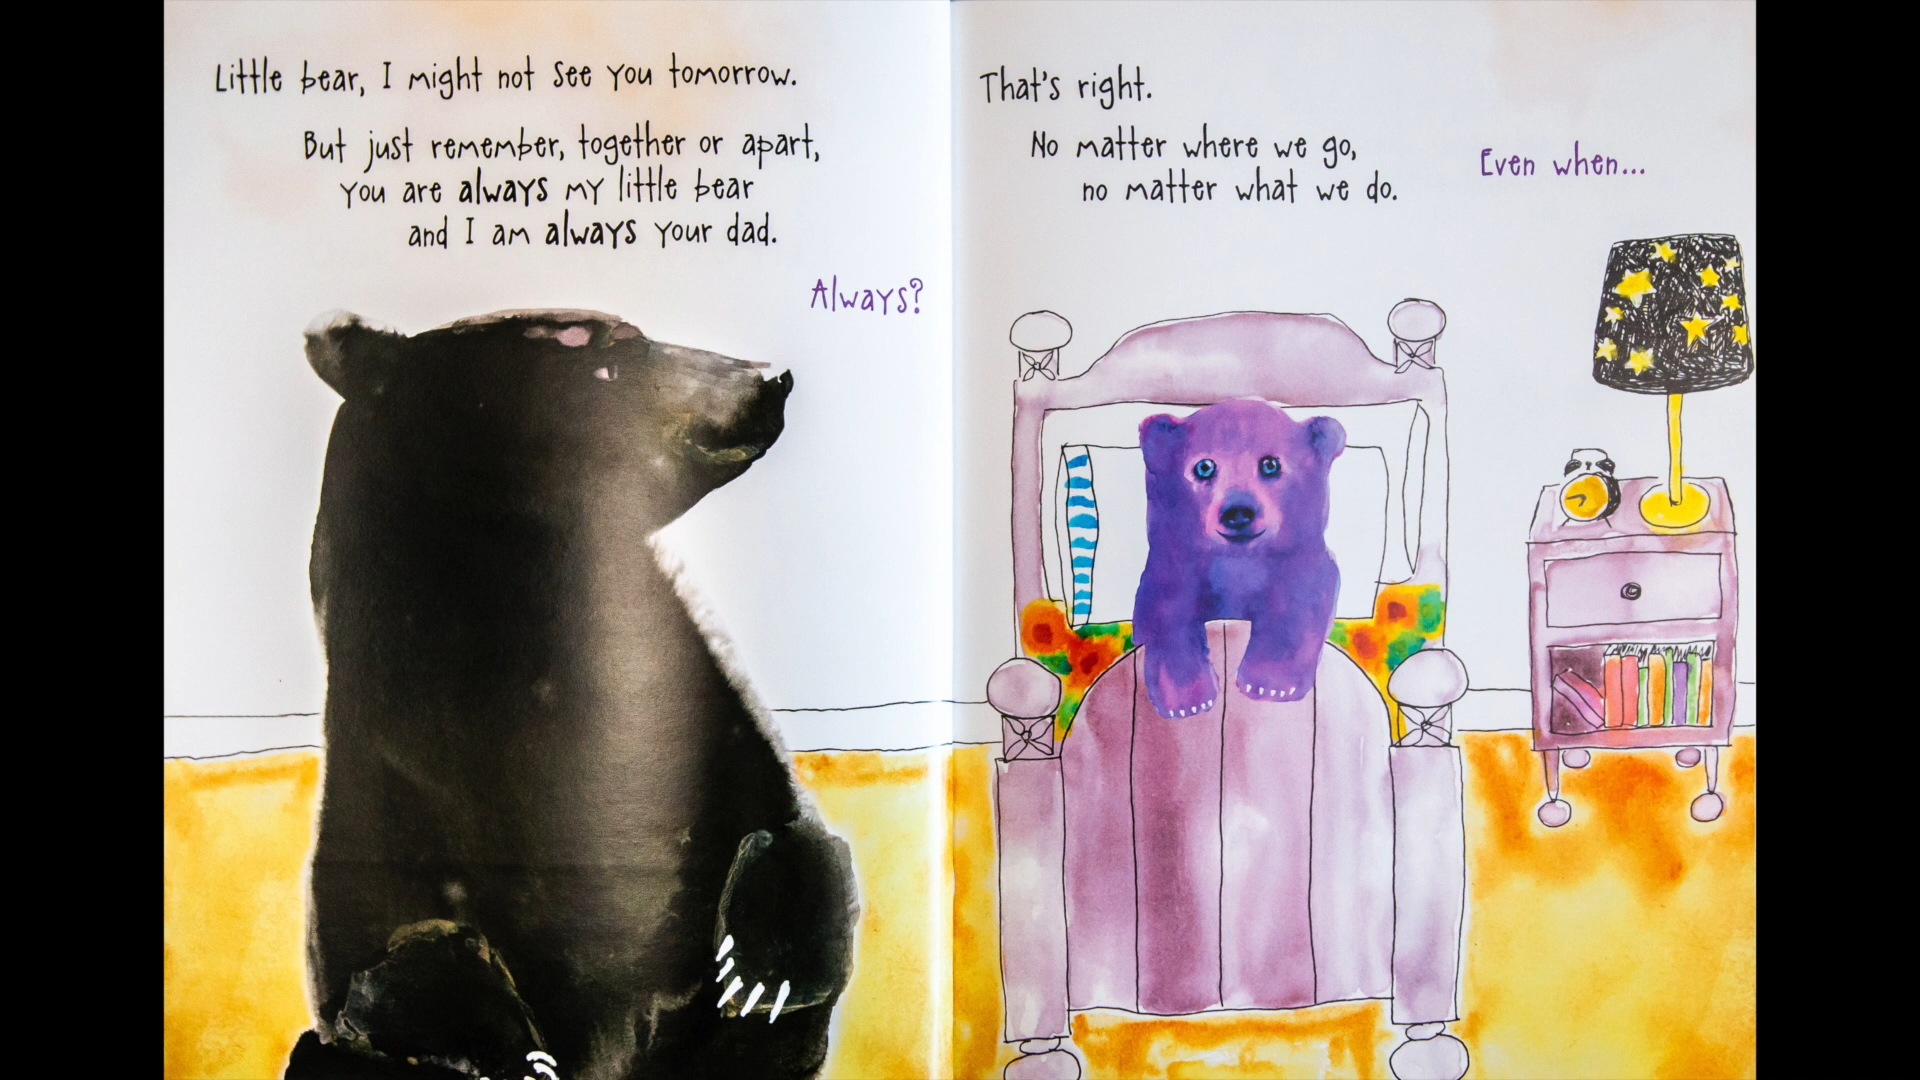 Little bear, I might not see you tomorrow.
But just remember, together or apart,
you are always my little bear
and I am always your dad.
Always?
That's right.
No matter where we go,
no matter what we do.
Even when...